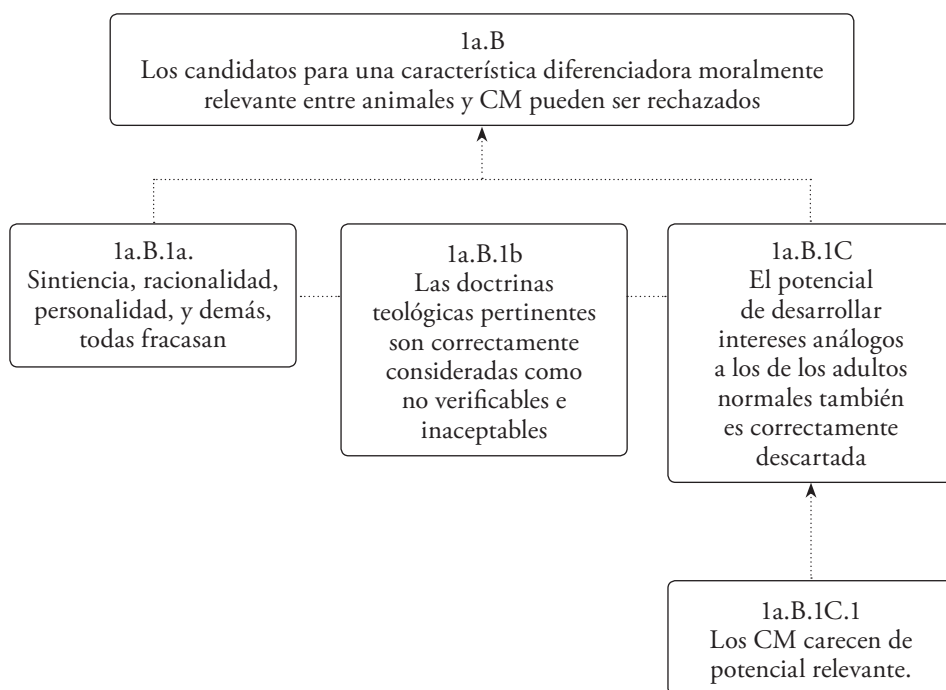 1a.B
Los candidatos para una característica diferenciadora moralmente
relevante entre animales y CM pueden ser rechazados
1a.B.1a.
Sintiencia, racionalidad,
personalidad, y demás,
todas fracasan
1a.B.1b
Las doctrinas
teológicas pertinentes
son correctamente
consideradas como
no verificables e
inaceptables
1a.B.1C
El potencial
de desarrollar
intereses análogos
a los de los adultos
normales también
es correctamente
descartada
1a.B.1C.1
Los CM carecen de
potencial relevante.